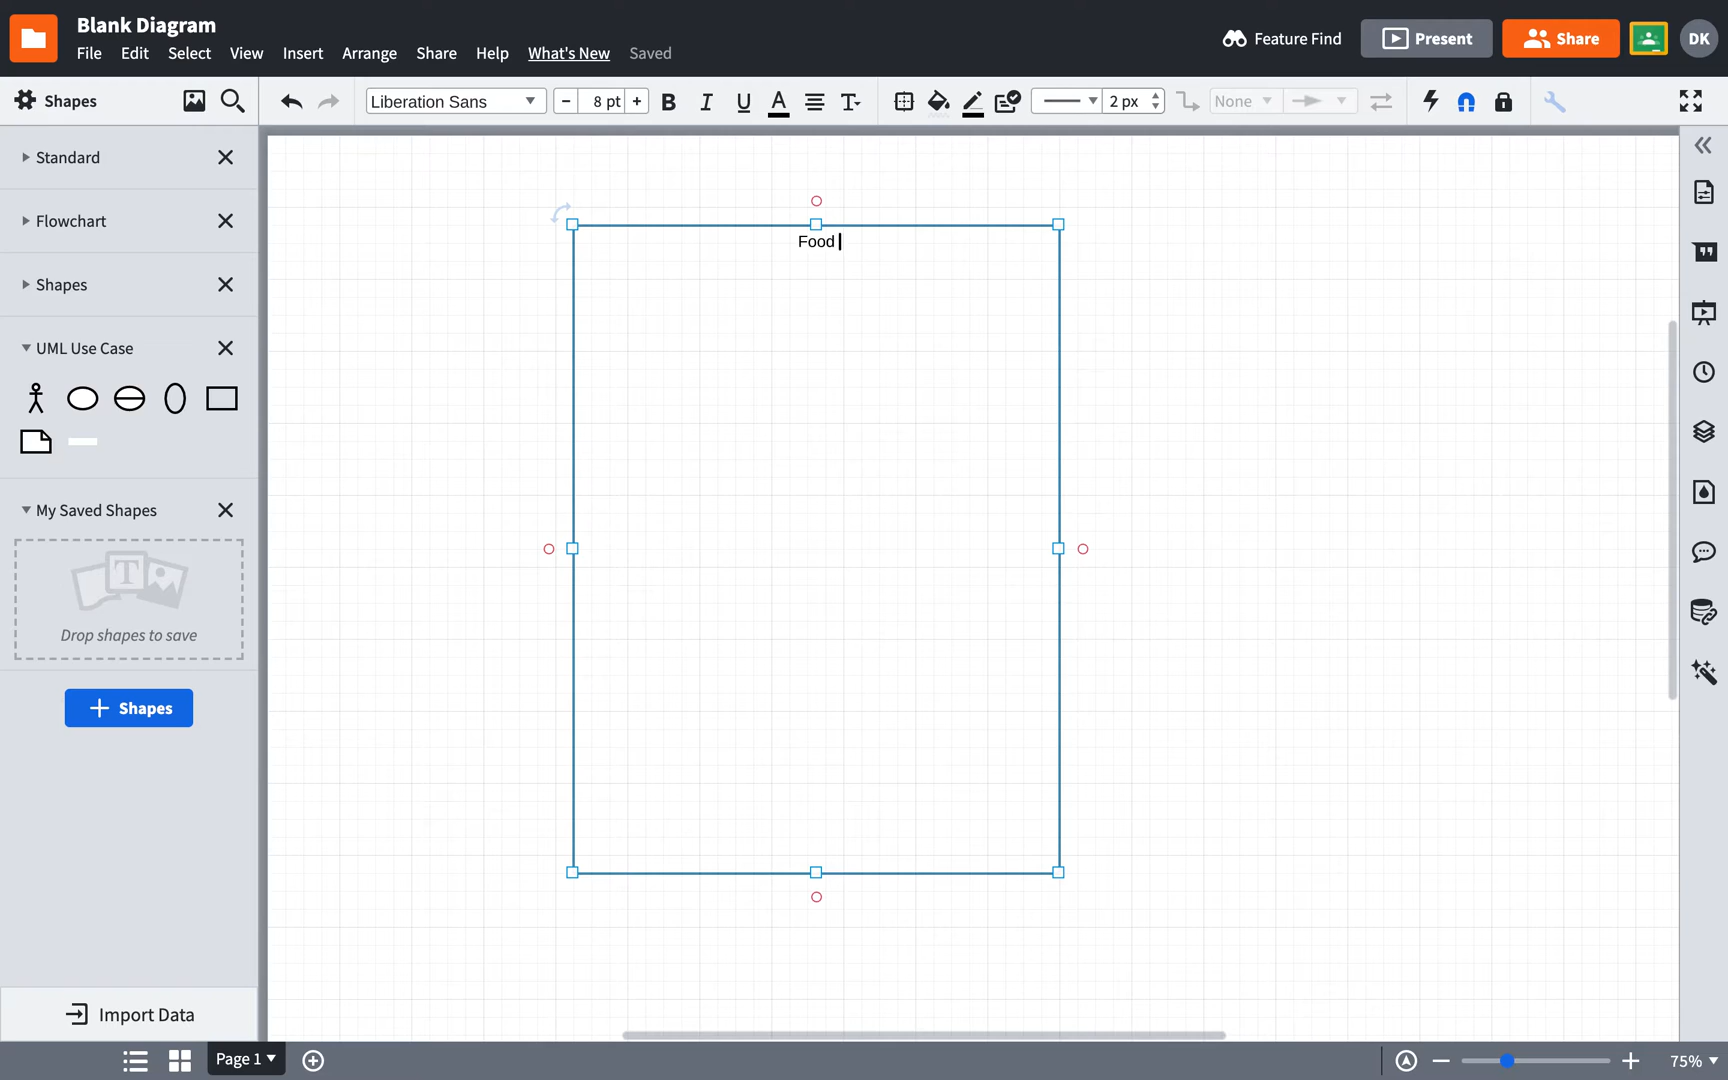 Blank Diagram
File Edit Select View Insert Arrange Share Help What's New Saved
Feature Find Present Share DK
Shapes Liberation Sans 8 pt B I U A T 2 px None
Standard
Flowchart
Shapes
UML Use Case
My Saved Shapes
T
Drop shapes to save
Shapes
Import Data
Food
Page 1 75%